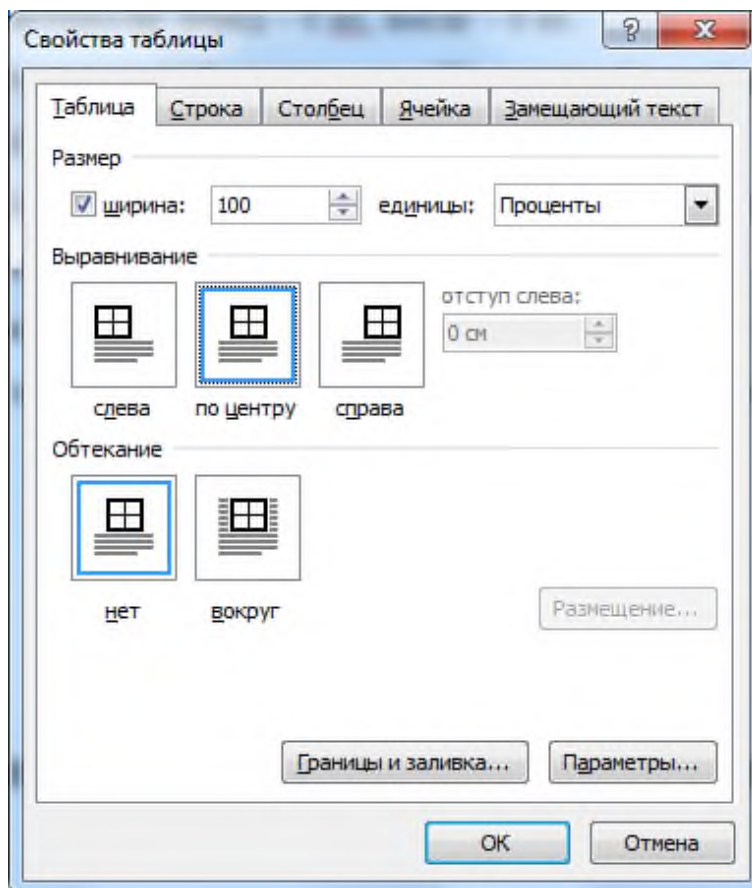 Свойства таблицы
Таблица Строка Столбец Ячейка Замещающий текст
Размер
ширина: 100 единицы: Проценты
Выравнивание
отступ слева:
0 см
слева по центру справа
Обтекание
нет вокруг
Размещение...
Границы и заливка... Параметры...
ОК Отмена